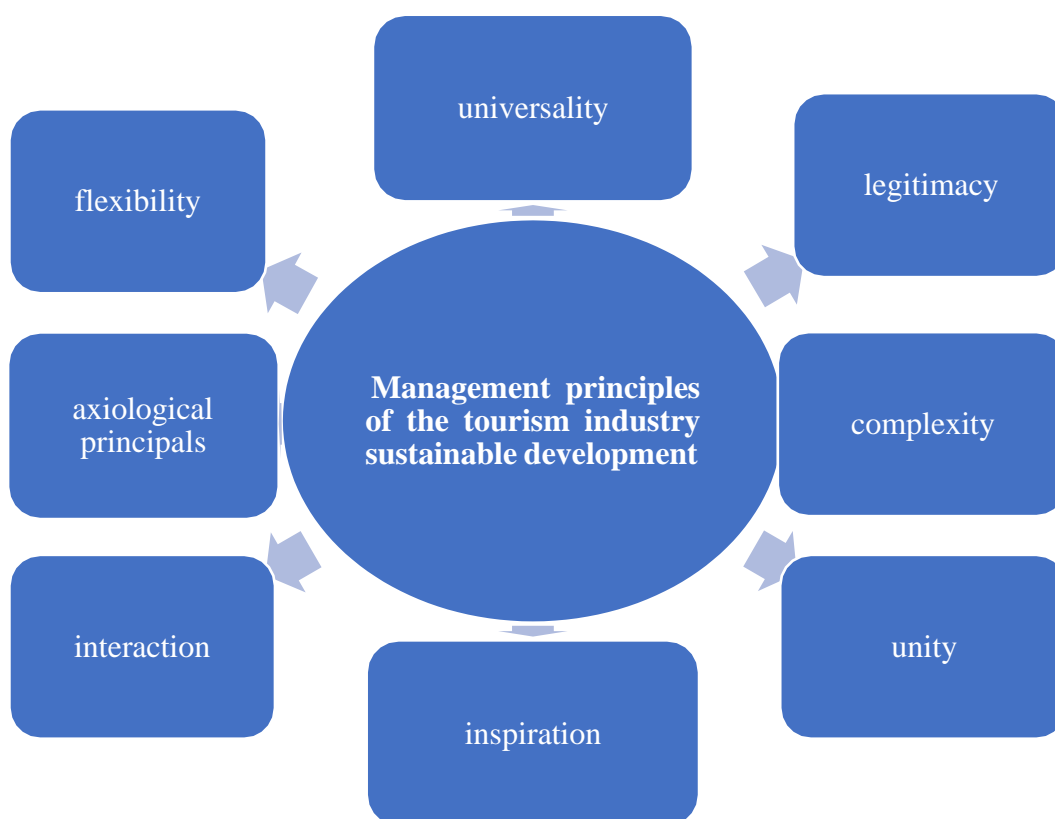 universality
flexibility
legitimacy
Management principles
of the tourism industry
sustainable development
axiological
principals
complexity
interaction
unity
inspiration